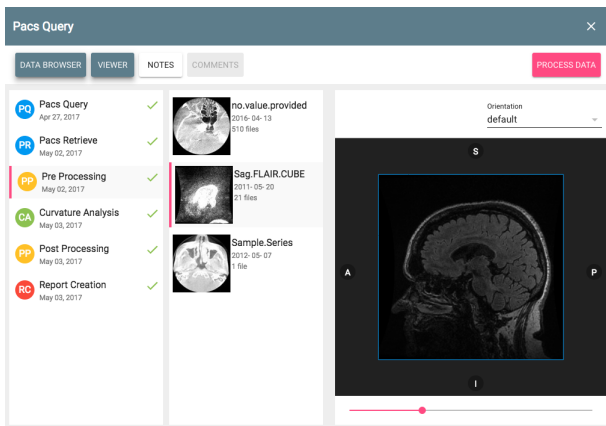 Pacs Query
×
DATA BROWSER
VIEWER
NOTES
COMMENTS
PROCESS DATA
PQ
Pacs Query
Apr 27, 2017
PR
Pacs Retrieve
May 02, 2017
PP
Pre Processing
May 02, 2017
CA
Curvature Analysis
May 03, 2017
PP
Post Processing
May 03, 2017
RC
Report Creation
May 03, 2017
no.value.provided
2016- 04- 13
510 files
Sag.FLAIR.CUBE
2011- 05- 20
21 files
Sample.Series
2012- 05- 07
1 file
Orientation
default
S
A
P
I